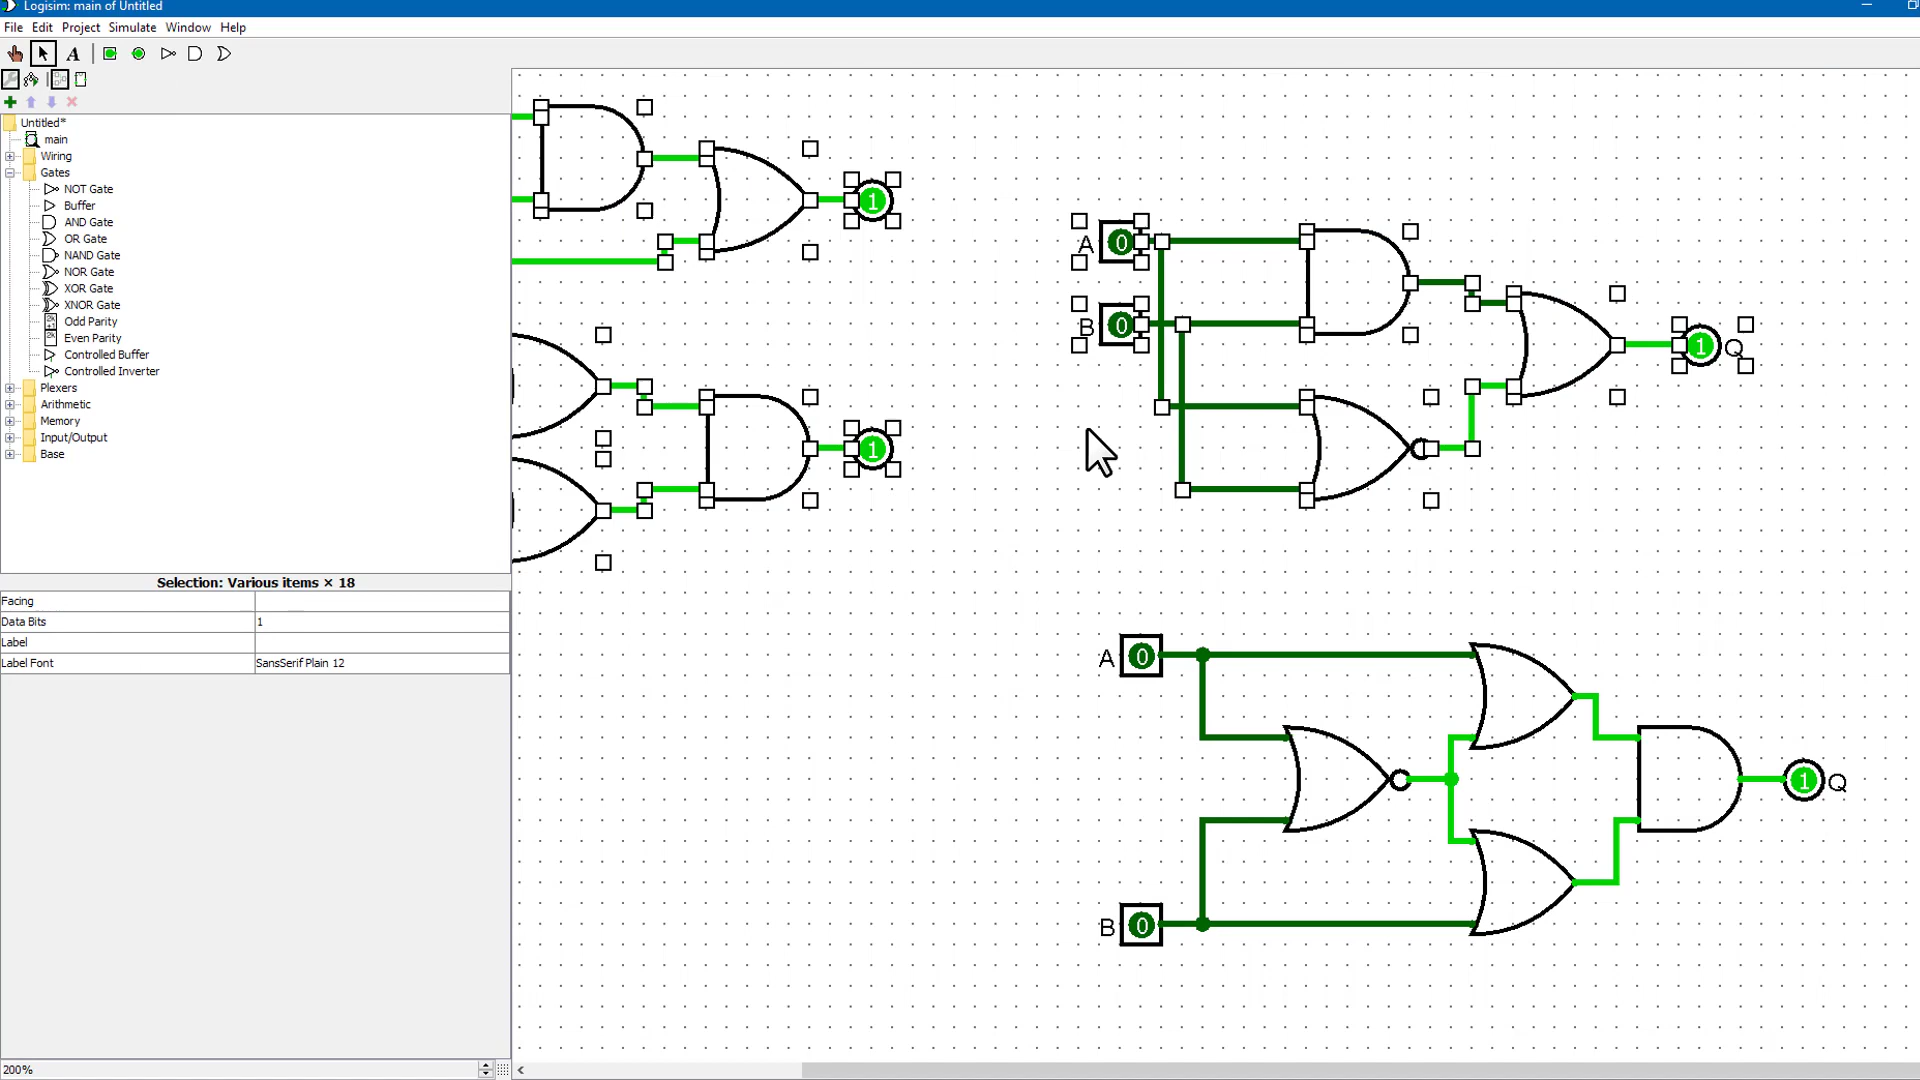 Logisim: main of Untitled
File Edit Project Simulate Window Help
A
Untitled*
main
Wiring
Gates
NOT Gate
Buffer
AND Gate
OR Gate
NAND Gate
NOR Gate
XOR Gate
XNOR Gate
Odd Parity
Even Parity
Controlled Buffer
Controlled Inverter
Plexers
Arithmetic
Memory
Input/Output
Base
Selection: Various items × 18
Facing
Data Bits 1
Label
Label Font SansSerif Plain 12
200%
1
1
A 0
B 0
1 Q
A 0
B 0
1 Q